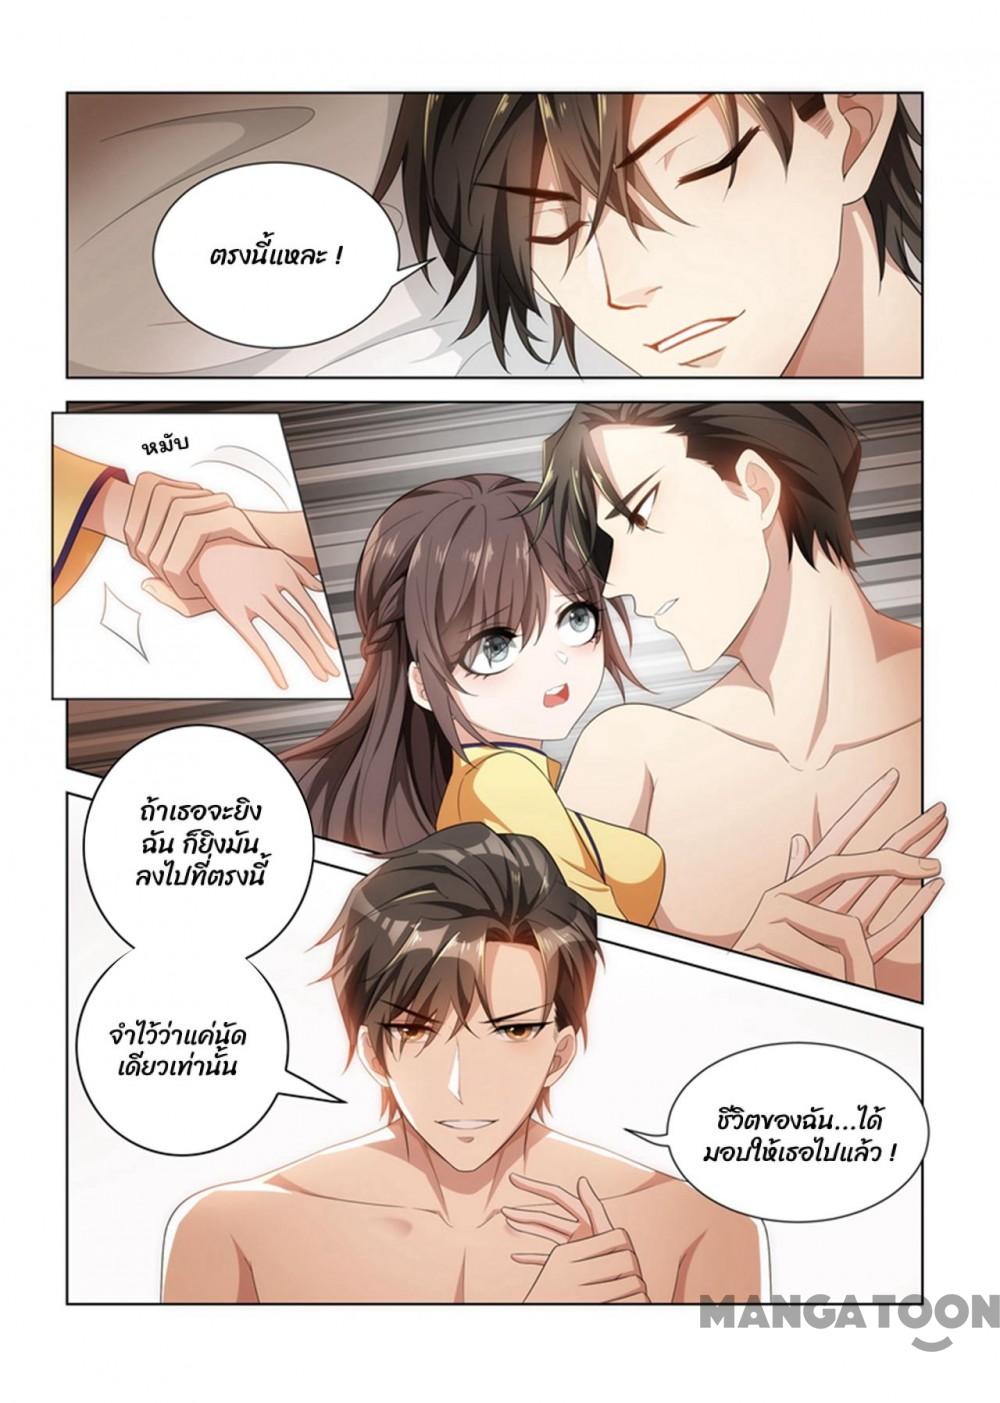 ตรงนี้แหละ !
หมับ
ถ้าเธอจะยิง
ฉัน ก็ยิงมัน
ลงไปที่ตรงนี้
จำไว้ว่าแค่นัด
เดียวเท่านั้น
ชีวิตของฉัน...ได้
มอบให้เธอไปแล้ว !
MANGATOON